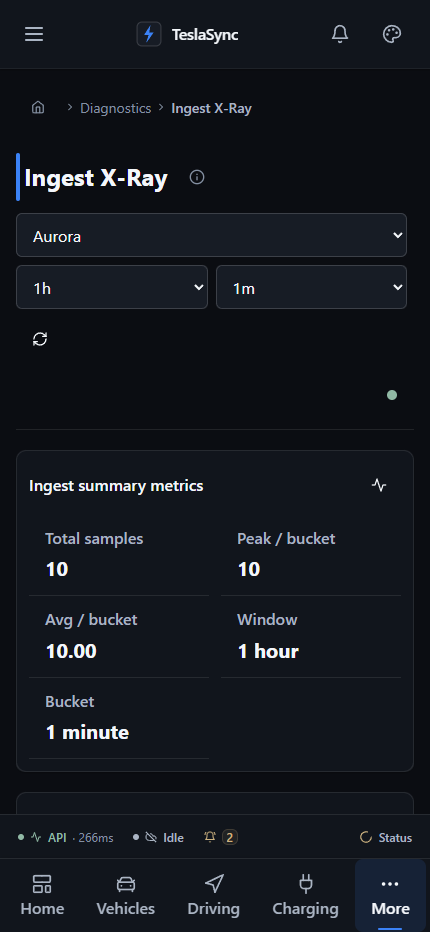 TeslaSync
Diagnostics Ingest X-Ray
Ingest X-Ray
Aurora
1h 1m
Ingest summary metrics
Total samples Peak / bucket
10 10
Avg / bucket Window
10.00 1 hour
Bucket
1 minute
API · 266ms Idle 2 Status
Home Vehicles Driving Charging More